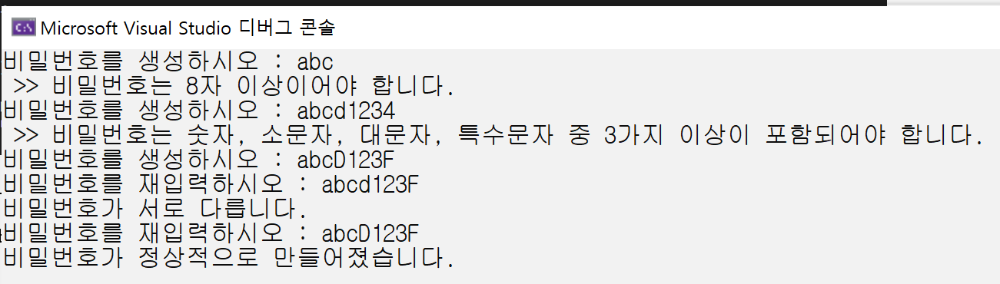 Microsoft Visual Studio 디버그 콘솔
비밀번호를 생성하시오 : abc
 >> 비밀번호는 8자 이상이어야 합니다.
비밀번호를 생성하시오 : abcd1234
 >> 비밀번호는 숫자, 소문자, 대문자, 특수문자 중 3가지 이상이 포함되어야 합니다.
비밀번호를 생성하시오 : abcD123F
비밀번호를 재입력하시오 : abcd123F
비밀번호가 서로 다릅니다.
비밀번호를 재입력하시오 : abcD123F
비밀번호가 정상적으로 만들어졌습니다.